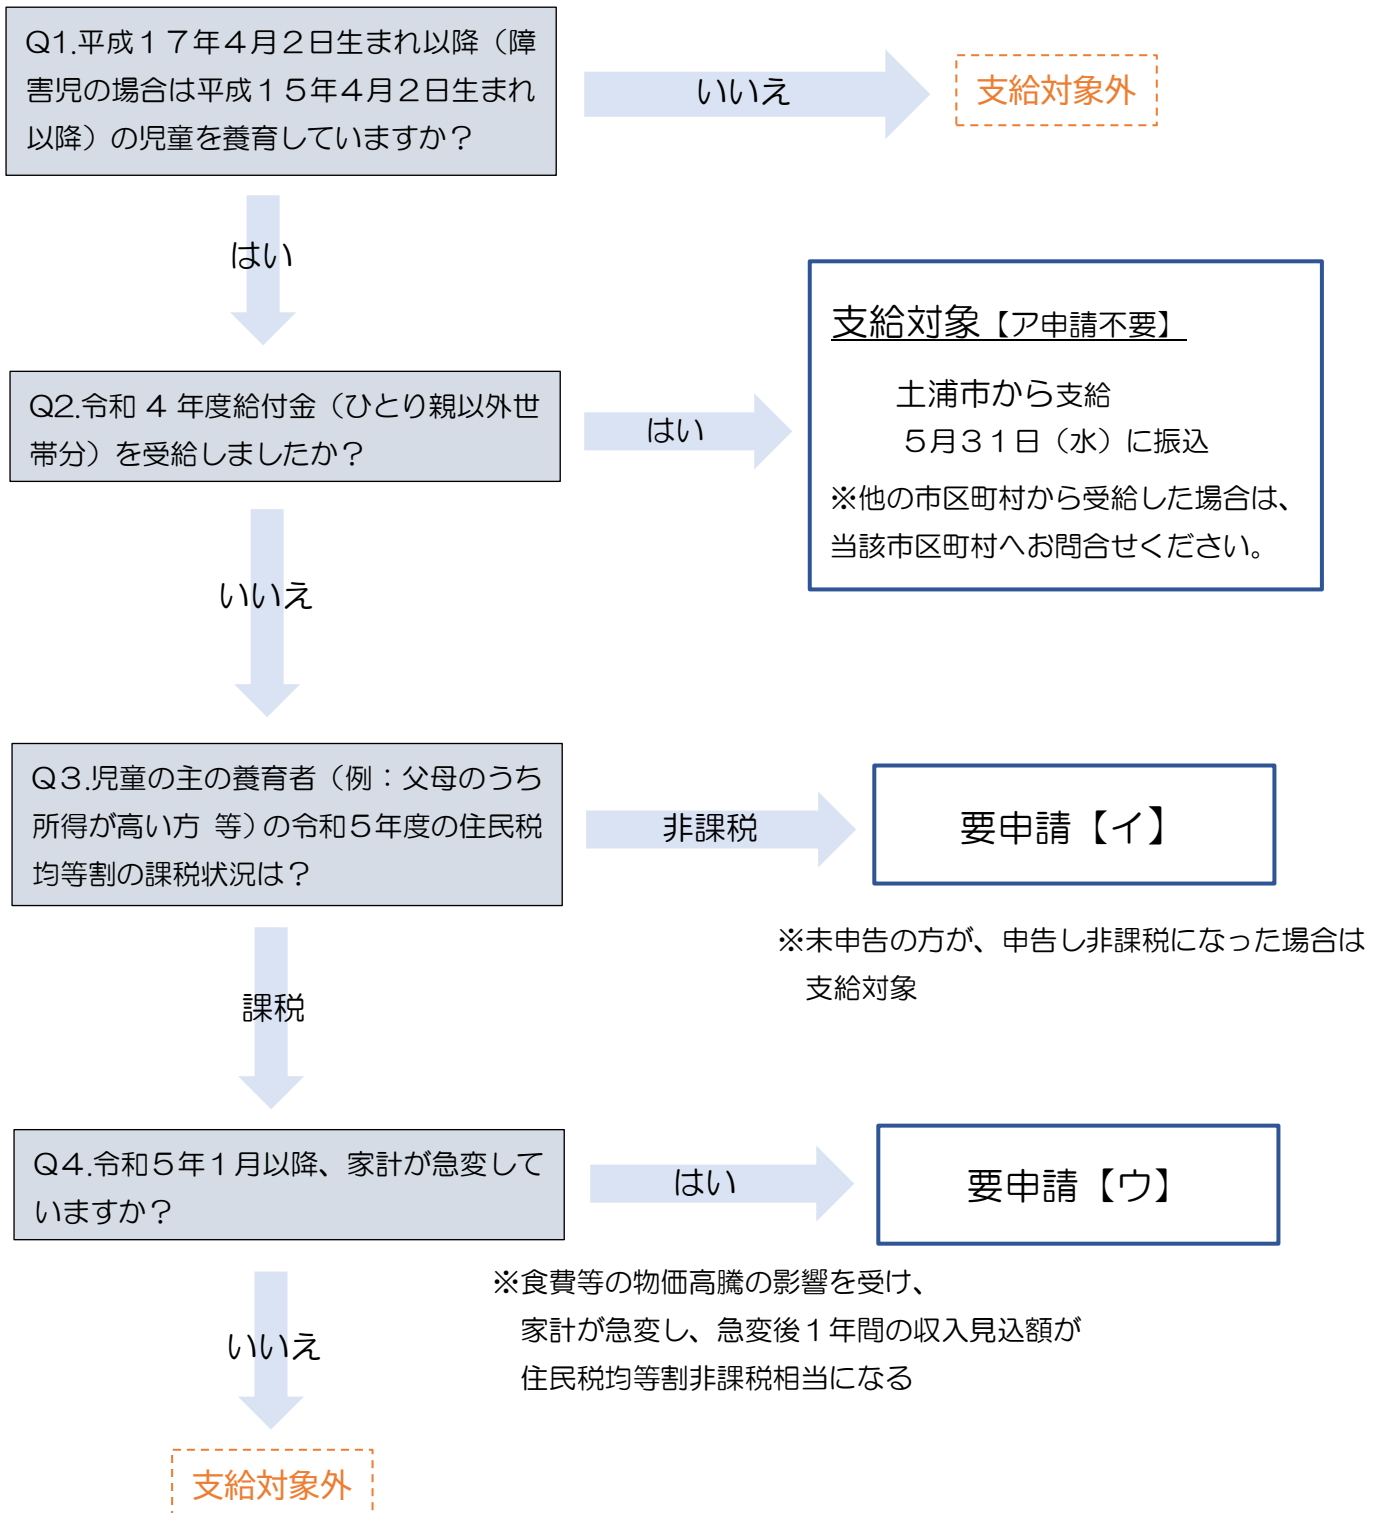 Q1.平成１７年４月２日生まれ以降（障
害児の場合は平成１５年４月２日生まれ
以降）の児童を養育していますか？
いいえ
支給対象外
はい
Q2.令和 4 年度給付金（ひとり親以外世
帯分）を受給しましたか？
はい
支給対象【ア申請不要】
土浦市から支給
５月３１日（水）に振込
※他の市区町村から受給した場合は、
当該市区町村へお問合せください。
いいえ
Ｑ３.児童の主の養育者（例：父母のうち
所得が高い方 等）の令和５年度の住民税
均等割の課税状況は？
非課税
要申請【イ】
※未申告の方が、申告し非課税になった場合は
支給対象
課税
Ｑ４.令和５年１月以降、家計が急変して
いますか？
はい
要申請【ウ】
※食費等の物価高騰の影響を受け、
家計が急変し、急変後１年間の収入見込額が
住民税均等割非課税相当になる
いいえ
支給対象外